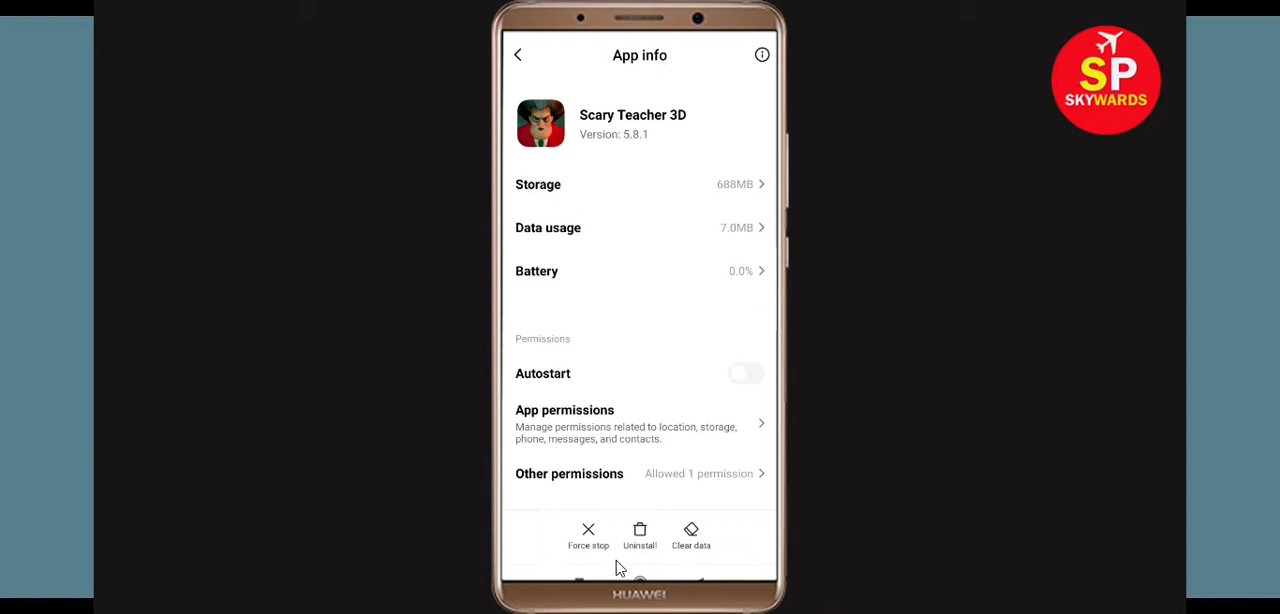 App info
SP
SKYWARDS
Scary Teacher 3D
Version: 5.8.1
Storage 688MB
Data usage 7.0MB
Battery 0.0%
Permissions
Autostart
App permissions
Manage permissions related to location, storage,
phone, messages, and contacts.
Other permissions Allowed 1 permission
Force stop Uninstall Clear data
HUAWEI